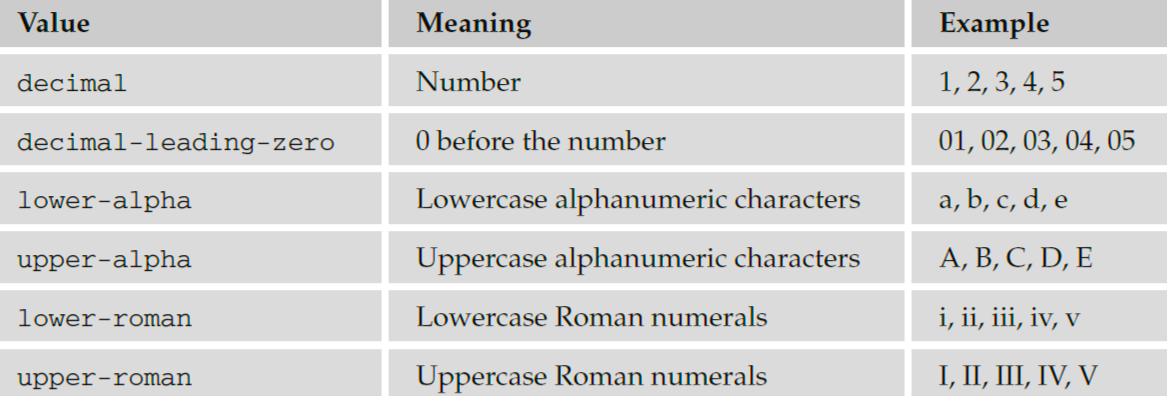 Value Meaning Example
decimal Number 1, 2, 3, 4, 5
decimal-leading-zero 0 before the number 01, 02, 03, 04, 05
lower-alpha Lowercase alphanumeric characters a, b, c, d, e
upper-alpha Uppercase alphanumeric characters A, B, C, D, E
lower-roman Lowercase Roman numerals i, ii, iii, iv, v
upper-roman Uppercase Roman numerals I, II, III, IV, V